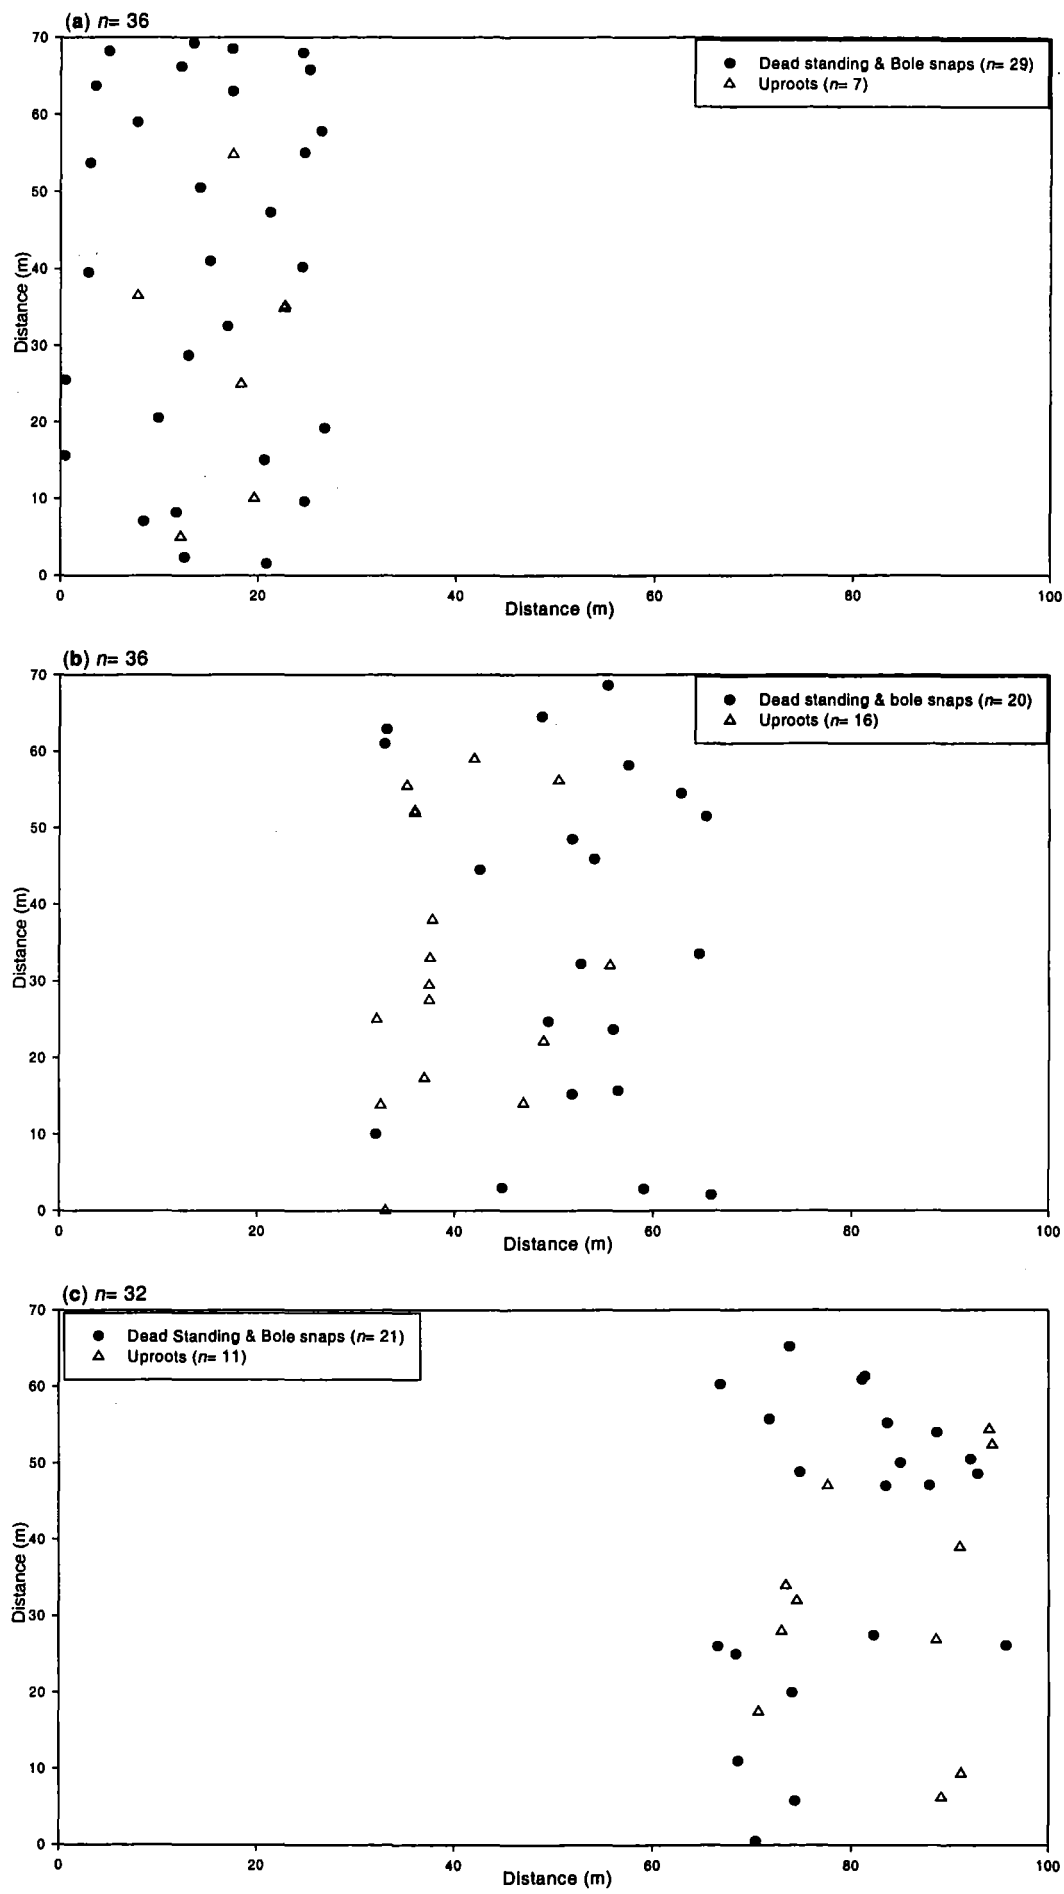 (a) n= 36
Dead standing & Bole snaps (n= 29)
Uproots (n= 7)
70
60
50
40
30
20
10
0
Distance (m)
0 20 40 60 80 100
Distance (m)
(b) n= 36
Dead standing & bole snaps (n= 20)
Uproots (n= 16)
70
60
50
40
30
20
10
0
Distance (m)
0 20 40 60 80 100
Distance (m)
(c) n= 32
Dead Standing & Bole snaps (n= 21)
Uproots (n= 11)
70
60
50
40
30
20
10
0
Distance (m)
0 20 40 60 80 100
Distance (m)